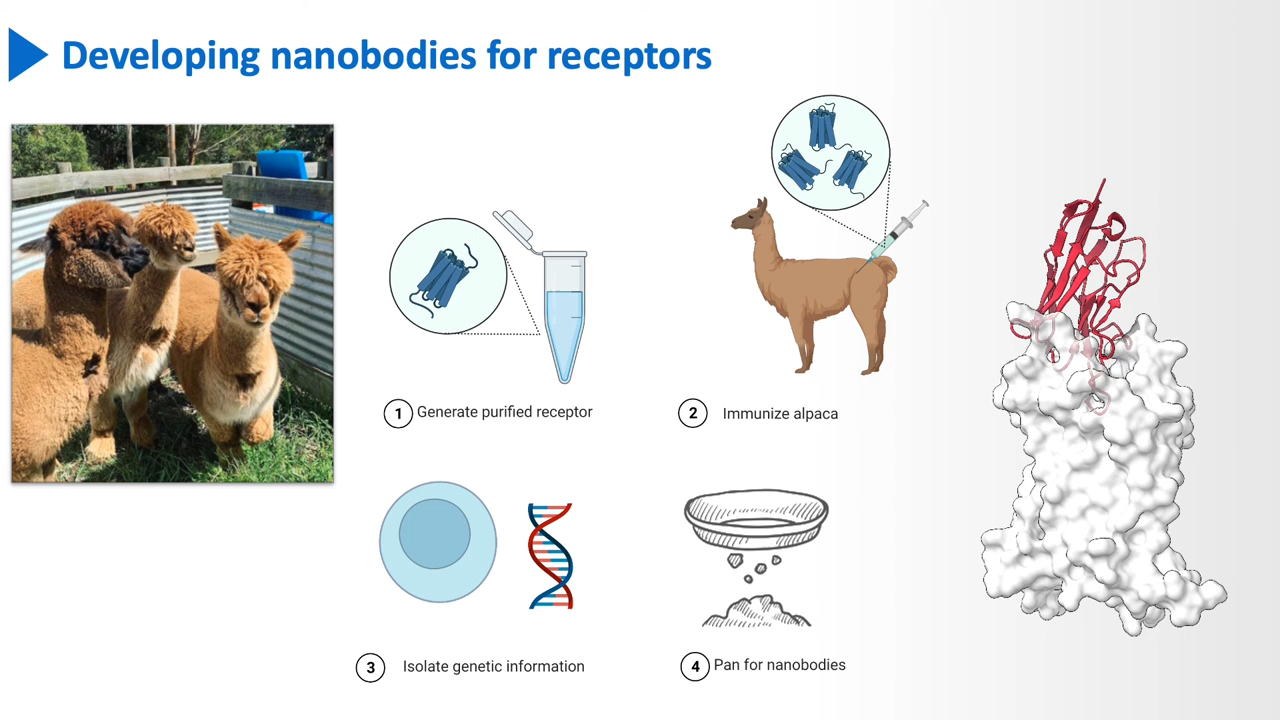 Developing nanobodies for receptors
1 Generate purified receptor
2 Immunize alpaca
3 Isolate genetic information
4 Pan for nanobodies